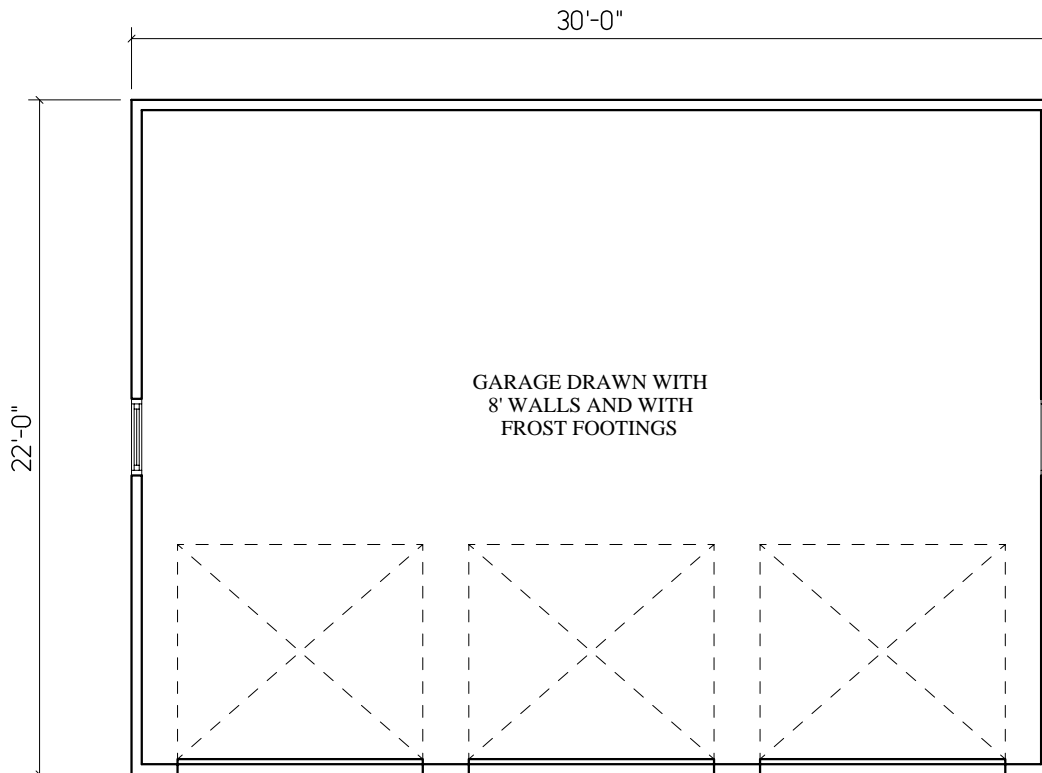 30'-0"
22'-0"
GARAGE DRAWN WITH
8' WALLS AND WITH
FROST FOOTINGS